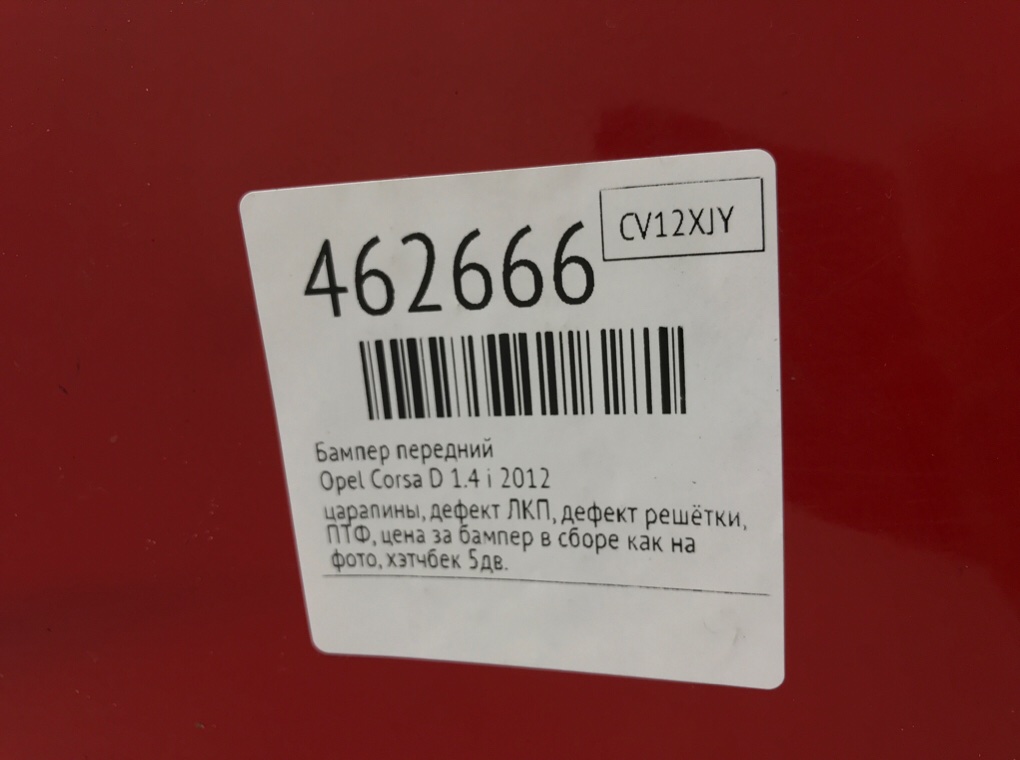 CV12XJY
462666
Бампер передний
Opel Corsa D 1.4 i 2012
царапины, дефект ЛКП, дефект решётки,
ПТФ, цена за бампер в сборе как на
фото, хэтчбек 5дв.